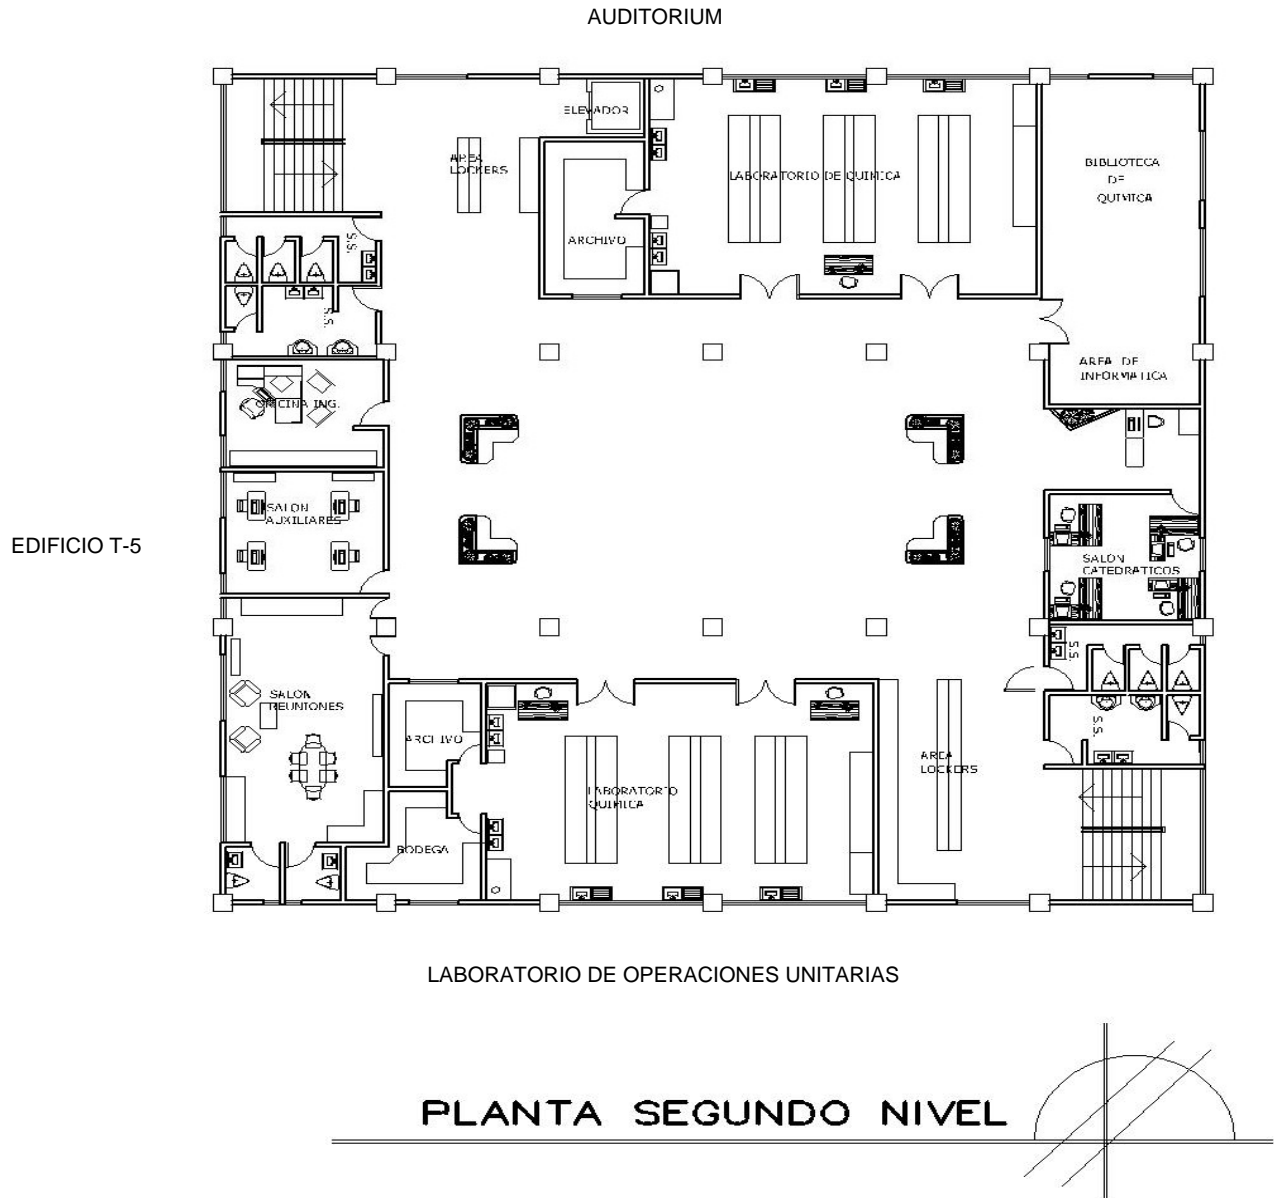 AUDITORIUM
ELEVADOR
AREA
LOCKERS
LABORATORIO DE QUIMICA
BIBLIOTECA
DE
QUIMICA
ARCHIVO
S.S.
S.S.
AREA DE
INFORMATICA
OFICINA ING.
SALON
AUXILIARES
EDIFICIO T-5
SALON
CATEDRATICOS
S.S.
SALON
REUNIONES
S.S.
ARCHIVO
AREA
LOCKERS
LABORATORIO
QUIMICA
BODEGA
LABORATORIO DE OPERACIONES UNITARIAS
PLANTA SEGUNDO NIVEL